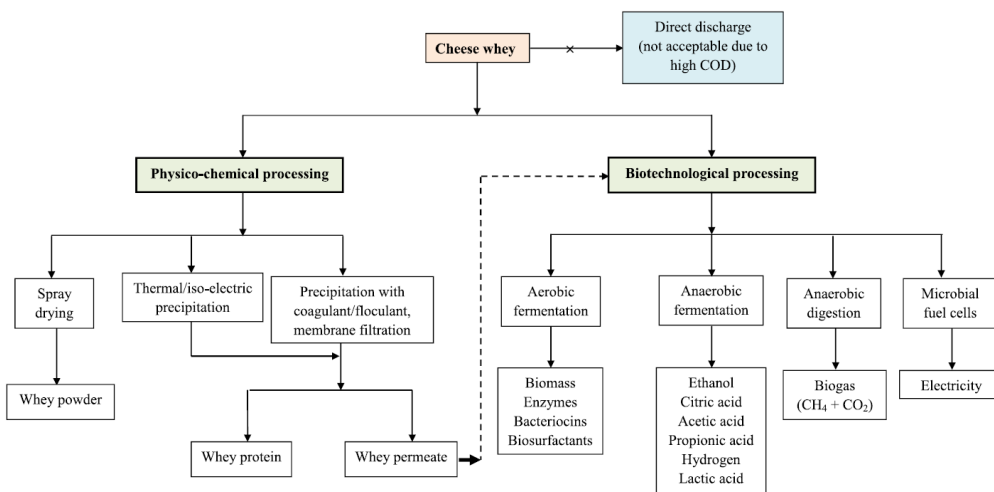 Cheese whey
Direct discharge
(not acceptable due to
high COD)
Physico-chemical processing
Biotechnological processing
Spray
drying
Thermal/iso-electric
precipitation
Precipitation with
coagulant/floculant,
membrane filtration
Aerobic
fermentation
Anaerobic
fermentation
Anaerobic
digestion
Microbial
fuel cells
Whey powder
Biomass
Enzymes
Bacteriocins
Biosurfactants
Ethanol
Citric acid
Acetic acid
Propionic acid
Hydrogen
Lactic acid
Biogas
(CH₄ + CO₂)
Electricity
Whey protein
Whey permeate